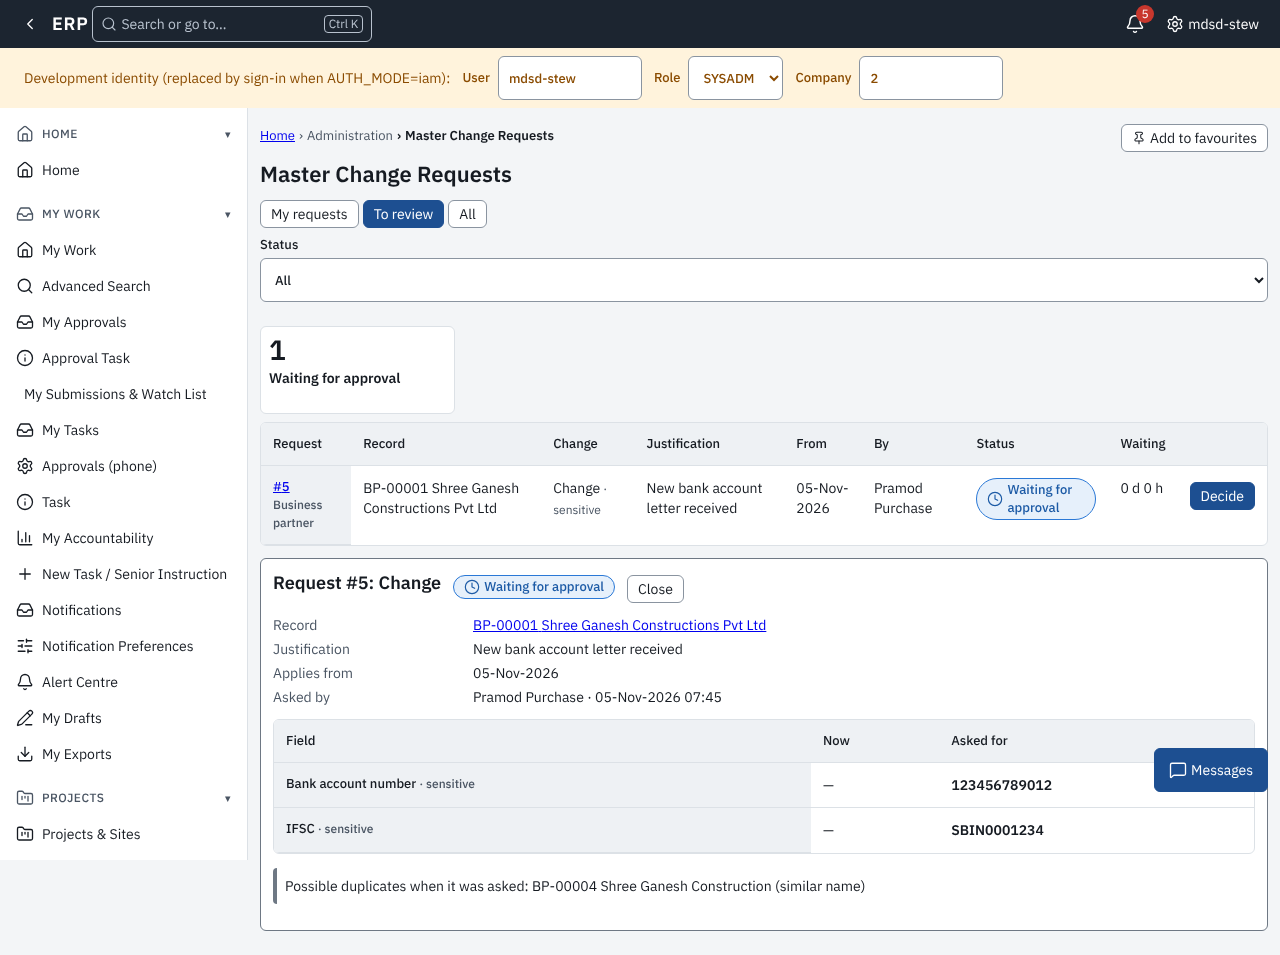 ERP
Search or go to...
Ctrl K
5
mdsd-stew
Development identity (replaced by sign-in when AUTH_MODE=iam):
User
mdsd-stew
Role
SYSADM
Company
2
HOME
Home
MY WORK
My Work
Advanced Search
My Approvals
Approval Task
My Submissions & Watch List
My Tasks
Approvals (phone)
Task
My Accountability
New Task / Senior Instruction
Notifications
Notification Preferences
Alert Centre
My Drafts
My Exports
PROJECTS
Projects & Sites
Home › Administration › Master Change Requests
Add to favourites
Master Change Requests
My requests
To review
All
Status
All
1
Waiting for approval
Request Record Change Justification From By Status Waiting
#5
Business
partner
BP-00001 Shree Ganesh
Constructions Pvt Ltd
Change ·
sensitive
New bank account
letter received
05-Nov-
2026
Pramod
Purchase
Waiting for
approval
0 d 0 h
Decide
Request #5: Change
Waiting for approval
Close
Record BP-00001 Shree Ganesh Constructions Pvt Ltd
Justification New bank account letter received
Applies from 05-Nov-2026
Asked by Pramod Purchase · 05-Nov-2026 07:45
Field Now Asked for
Bank account number · sensitive — 123456789012
IFSC · sensitive — SBIN0001234
Messages
Possible duplicates when it was asked: BP-00004 Shree Ganesh Construction (similar name)